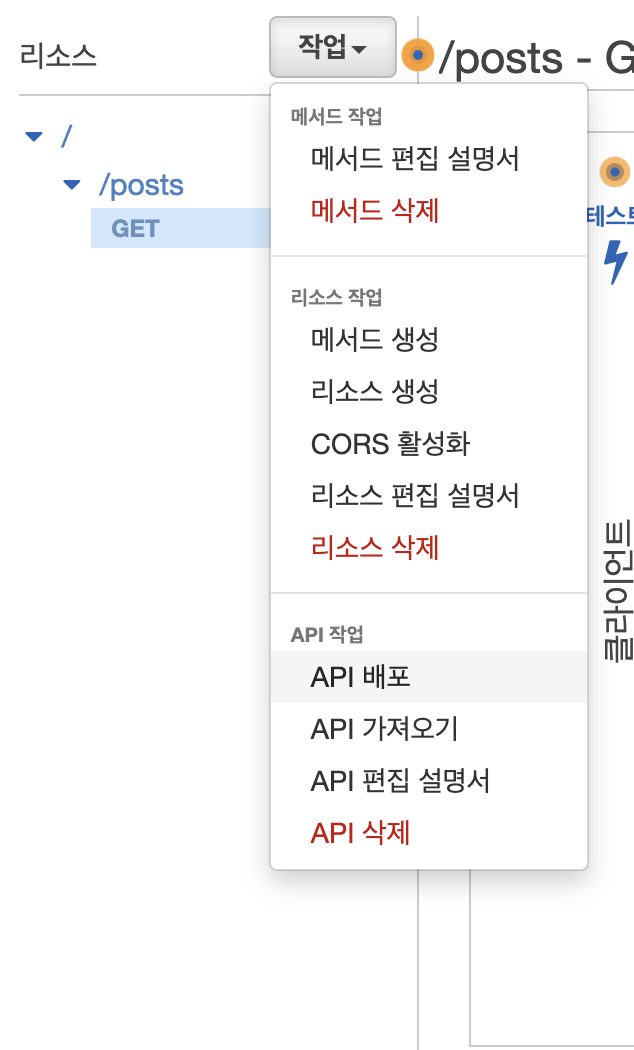 리소스
작업
/posts - G
/
/posts
GET
메서드 작업
메서드 편집 설명서
메서드 삭제
리소스 작업
메서드 생성
리소스 생성
CORS 활성화
리소스 편집 설명서
리소스 삭제
API 작업
API 배포
API 가져오기
API 편집 설명서
API 삭제
테스트
클라이언트